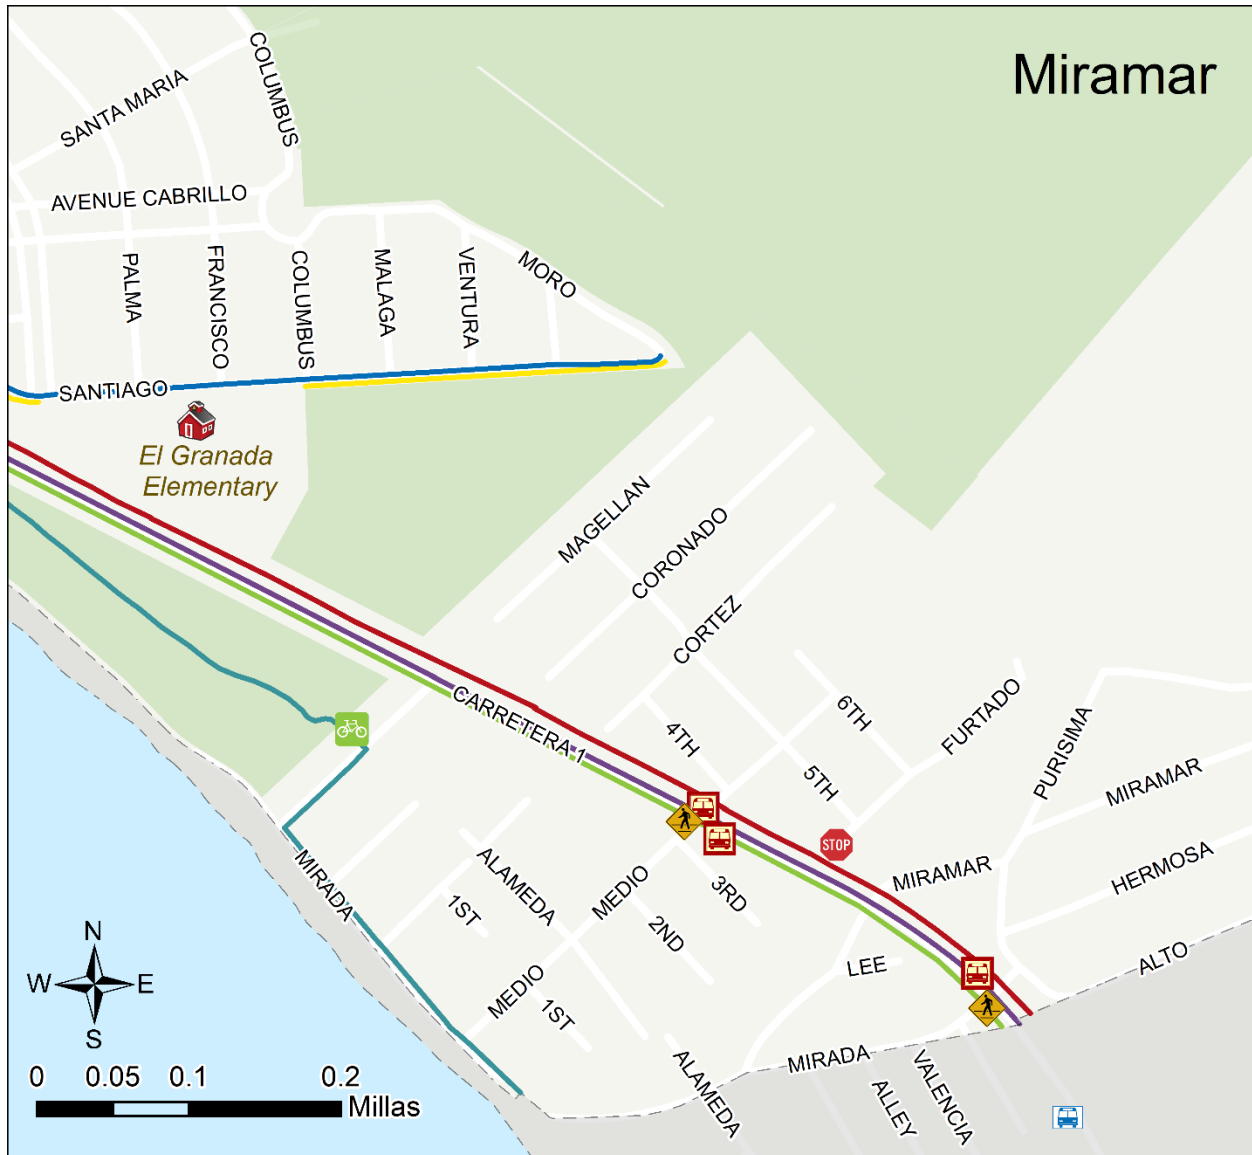 Miramar
COLUMBUS
SANTA MARIA
AVENUE CABRILLO
PALMA
FRANCISCO
COLUMBUS
MALAGA
VENTURA
MORO
SANTIAGO
El Granada
Elementary
MAGELLAN
CORONADO
CORTEZ
CARRETERA 1
4TH
6TH
5TH
FURTADO
PURISIMA
MIRAMAR
STOP
MIRAMAR
HERMOSA
MIRADA
ALAMEDA
1ST
MEDIO
3RD
2ND
LEE
ALTO
MEDIO
1ST
MIRADA
ALAMEDA
ALLEY
VALENCIA
N
W E
S
0 0.05 0.1 0.2
Millas